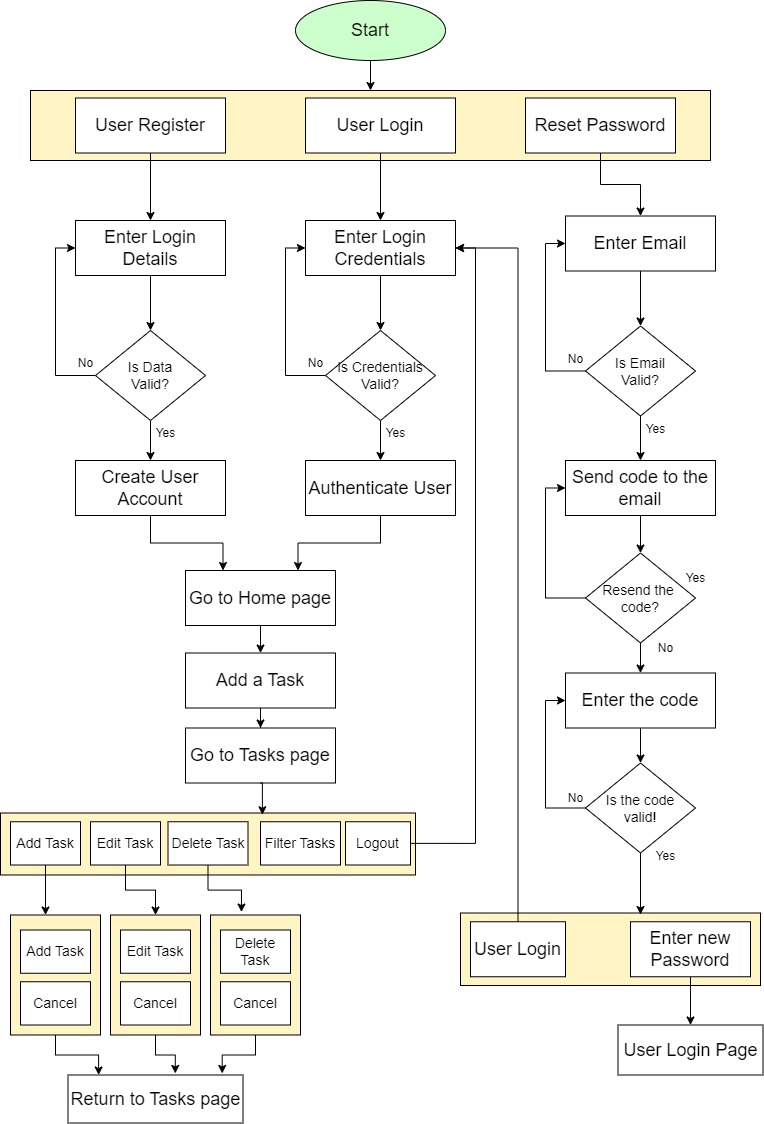 Start
User Register
User Login
Reset Password
Enter Login
Details
Enter Login
Credentials
Enter Email
No
Is Data
Valid?
No
Is Credentials
Valid?
No
Is Email
Valid?
Yes
Yes
Yes
Create User
Account
Authenticate User
Send code to the
email
Go to Home page
Resend the
code?
Yes
No
Add a Task
Enter the code
Go to Tasks page
No
Is the code
valid!
Yes
Add Task
Edit Task
Delete Task
Filter Tasks
Logout
Add Task
Cancel
Edit Task
Cancel
Delete
Task
Cancel
User Login
Enter new
Password
User Login Page
Return to Tasks page